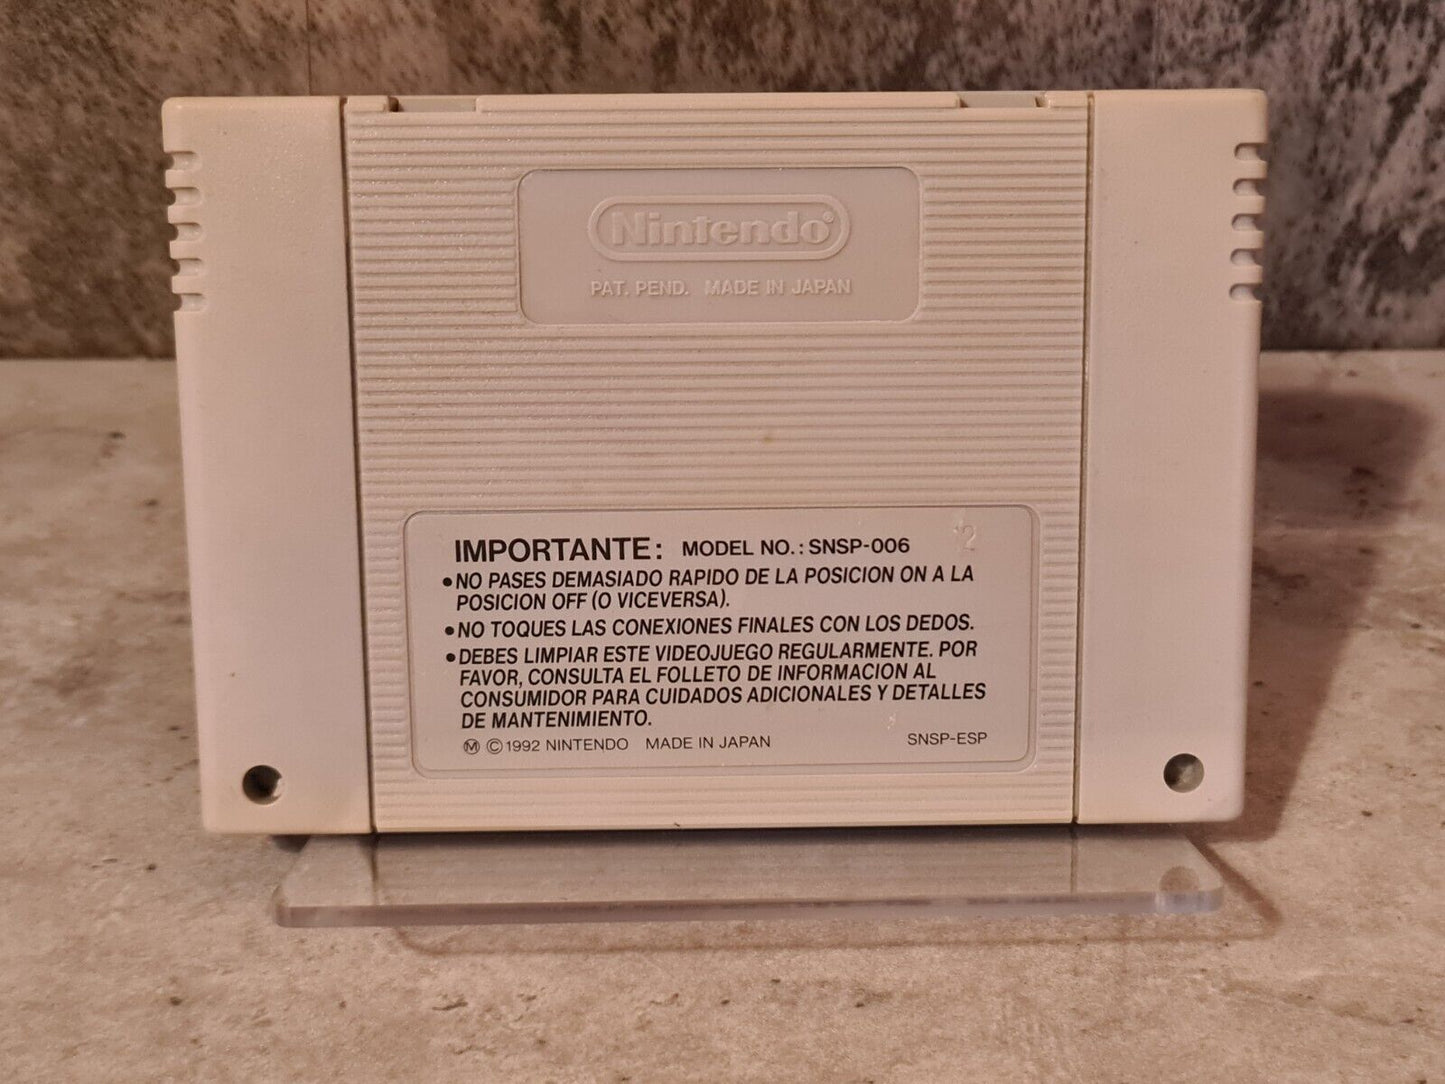 Nintendo®
PAT. PEND. MADE IN JAPAN
IMPORTANTE: MODEL NO.: SNSP-006
12
•NO PASES DEMASIADO RAPIDO DE LA POSICION ON A LA
POSICION OFF (O VICEVERSA).
•NO TOQUES LAS CONEXIONES FINALES CON LOS DEDOS.
•DEBES LIMPIAR ESTE VIDEOJUEGO REGULARMENTE. POR
FAVOR, CONSULTA EL FOLLETO DE INFORMACION AL
CONSUMIDOR PARA CUIDADOS ADICIONALES Y DETALLES
DE MANTENIMIENTO.
Ⓜ ©1992 NINTENDO MADE IN JAPAN SNSP-ESP